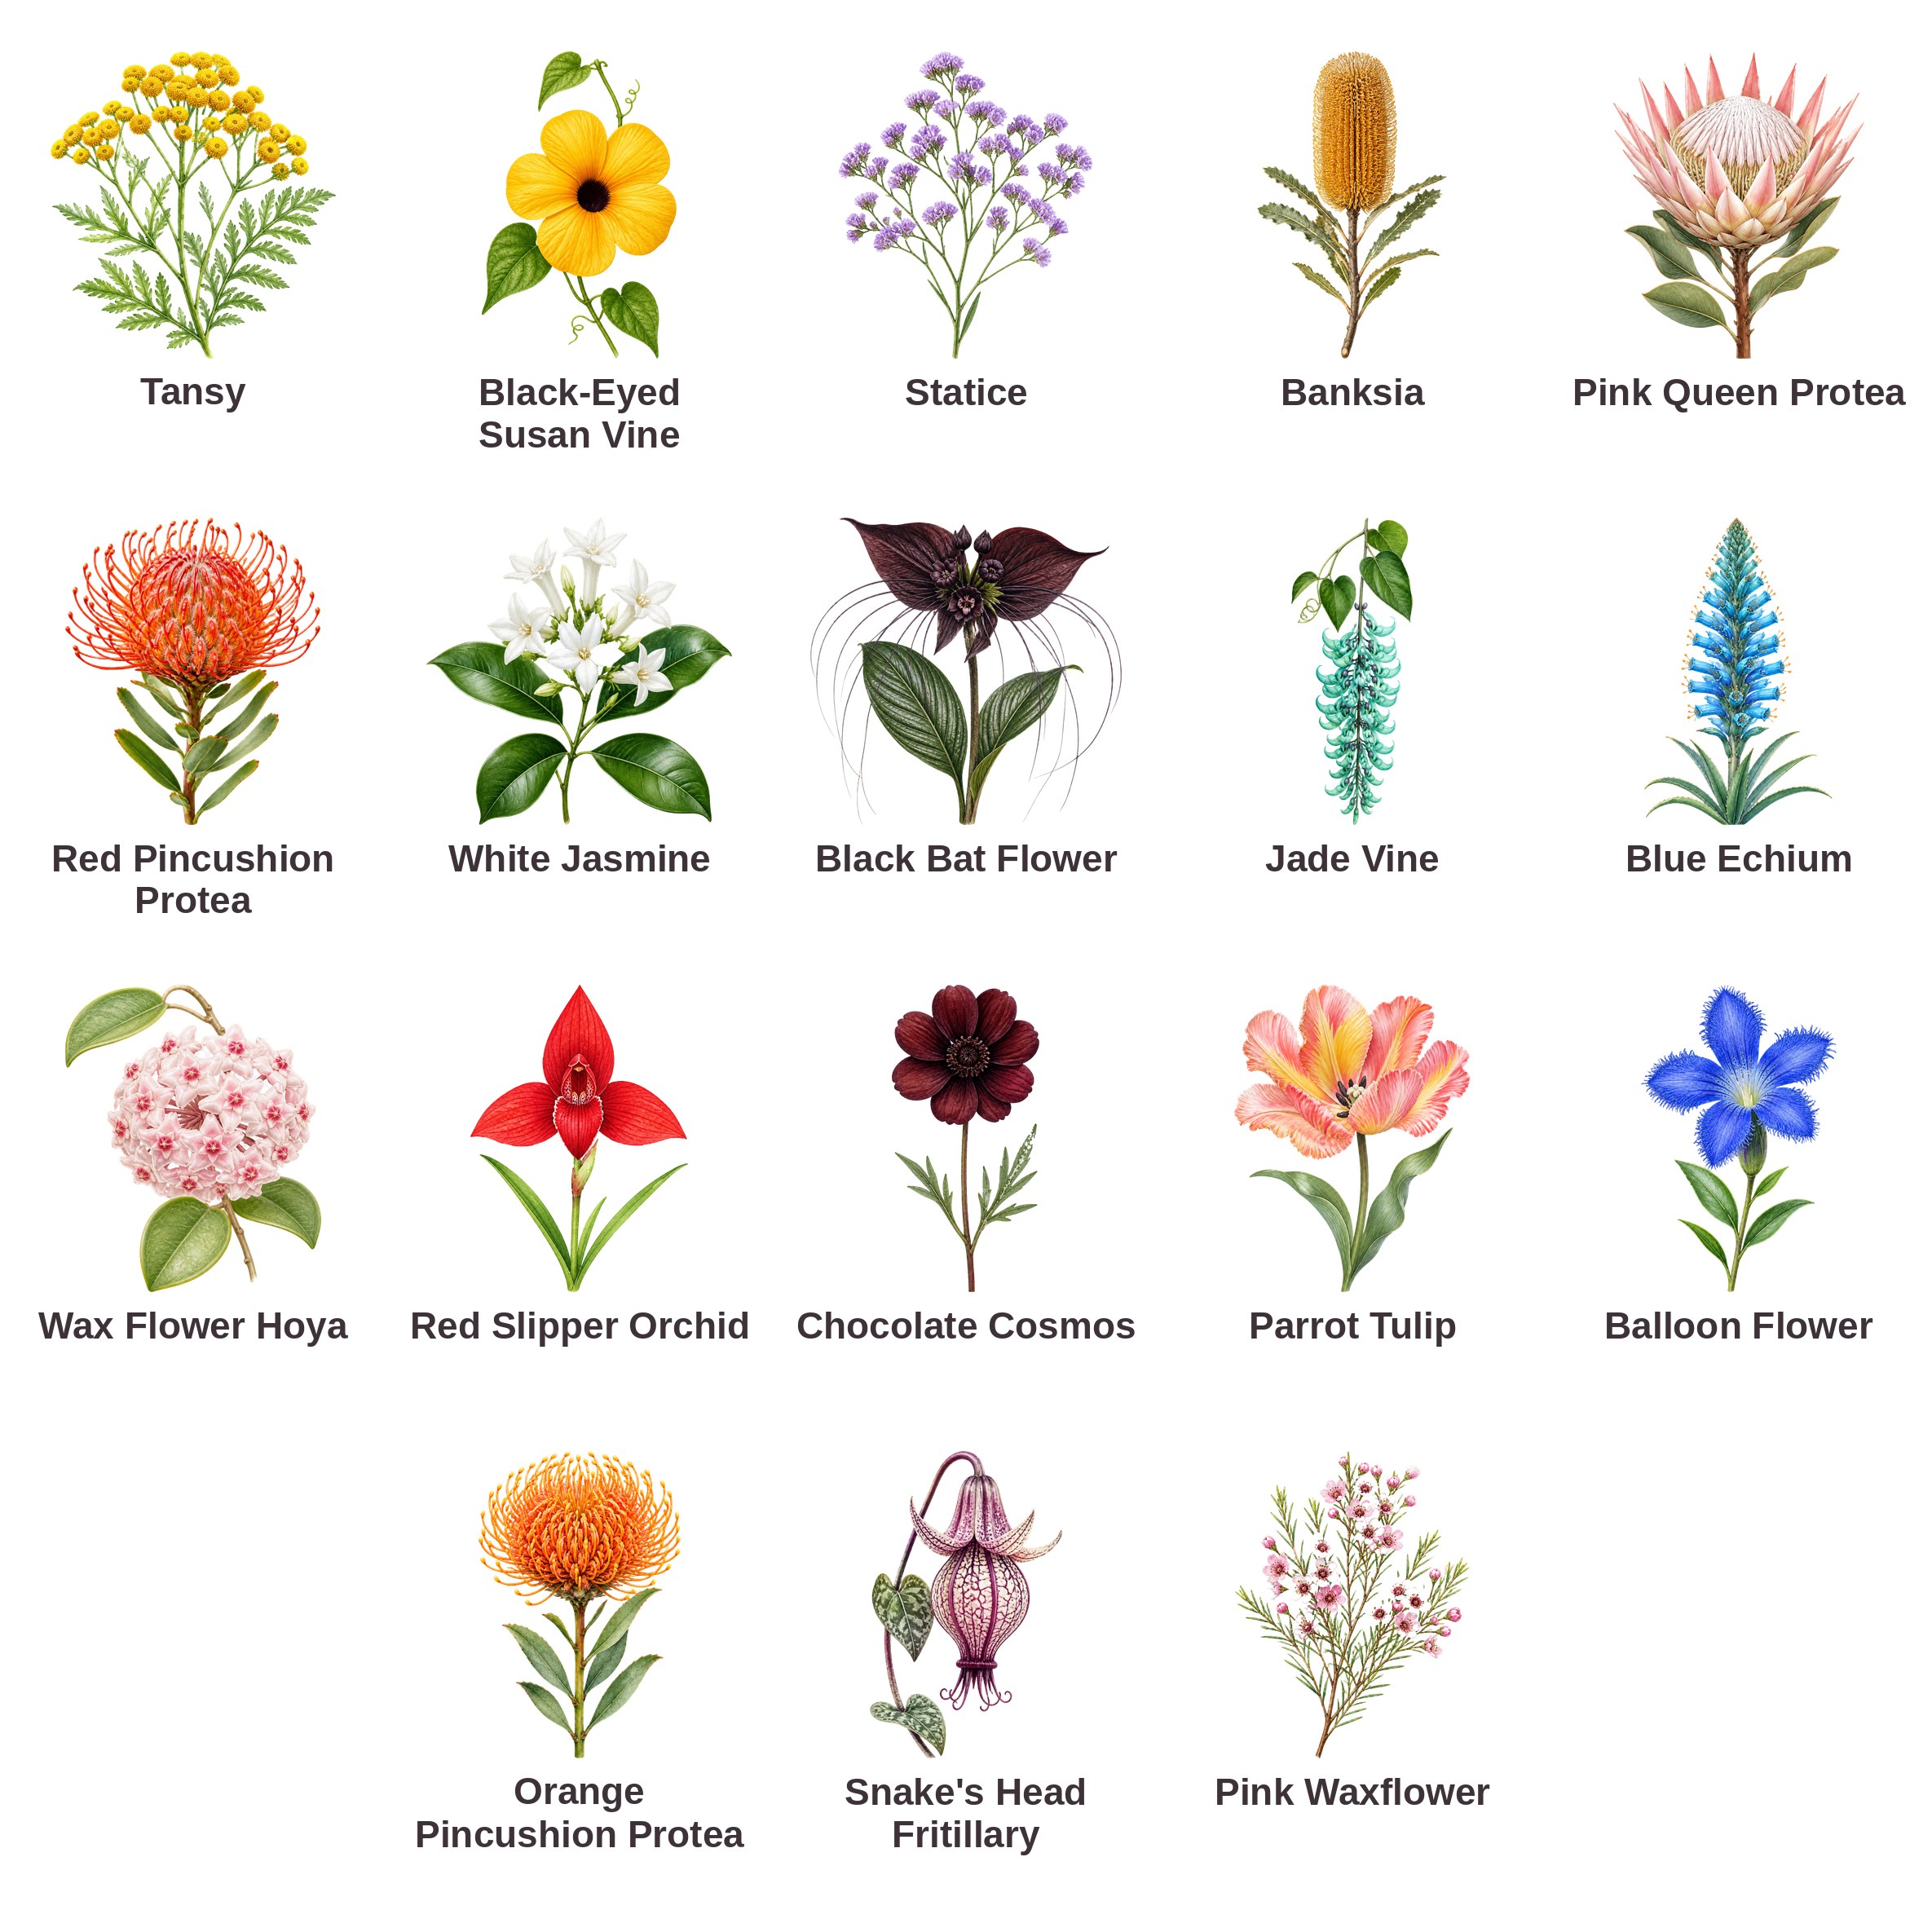 Tansy
Black-Eyed
Susan Vine
Statice
Banksia
Pink Queen Protea
Red Pincushion
Protea
White Jasmine
Black Bat Flower
Jade Vine
Blue Echium
Wax Flower Hoya
Red Slipper Orchid
Chocolate Cosmos
Parrot Tulip
Balloon Flower
Orange
Pincushion Protea
Snake's Head
Fritillary
Pink Waxflower